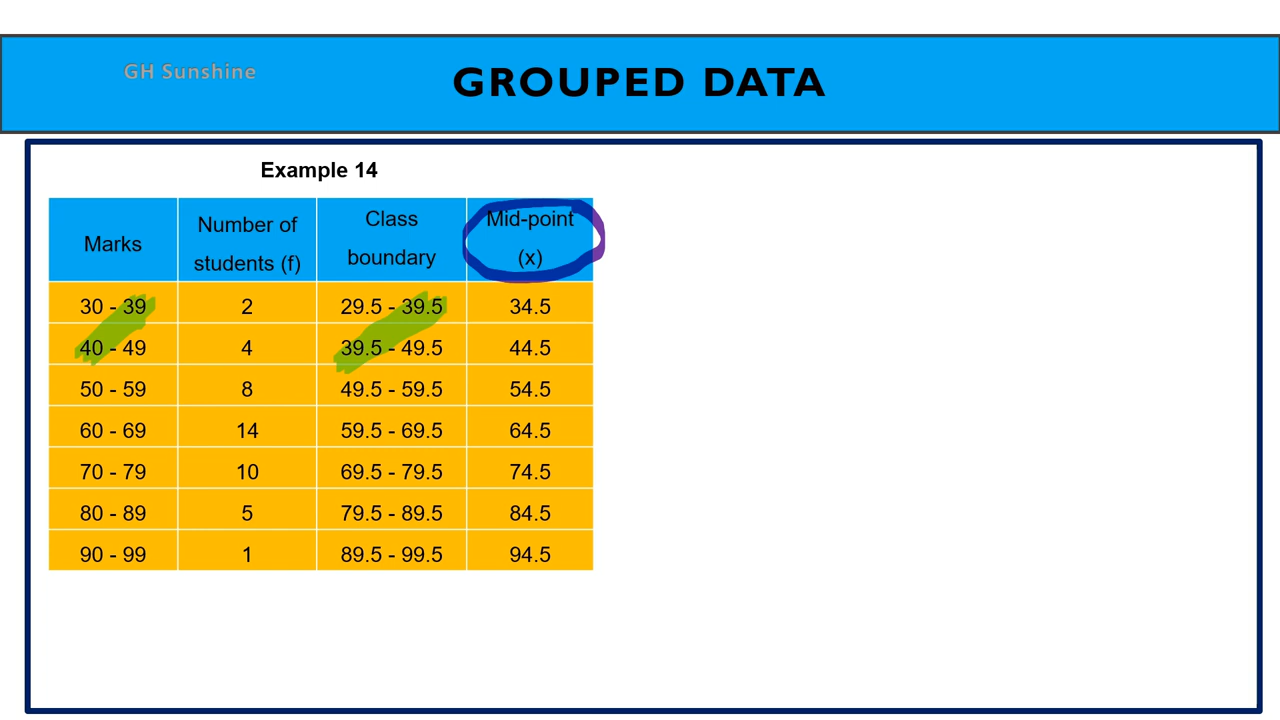 GH Sunshine
GROUPED DATA
Example 14
Marks Number of students (f) Class boundary Mid-point (x)
30 - 39 2 29.5 - 39.5 34.5
40 - 49 4 39.5 - 49.5 44.5
50 - 59 8 49.5 - 59.5 54.5
60 - 69 14 59.5 - 69.5 64.5
70 - 79 10 69.5 - 79.5 74.5
80 - 89 5 79.5 - 89.5 84.5
90 - 99 1 89.5 - 99.5 94.5